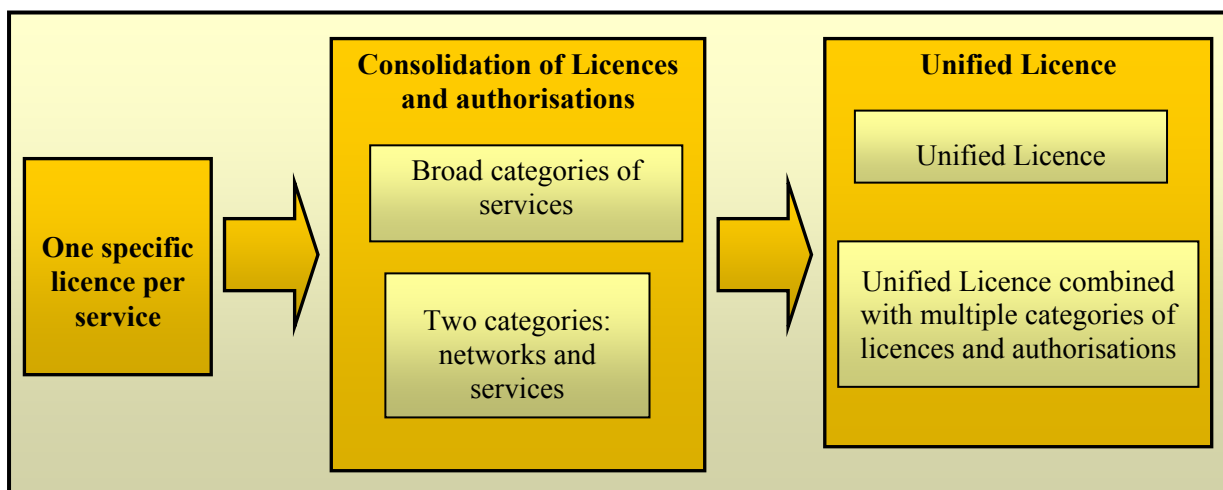 One specific
licence per
service
Consolidation of Licences
and authorisations
Broad categories of
services
Two categories:
networks and
services
Unified Licence
Unified Licence
Unified Licence combined
with multiple categories of
licences and authorisations